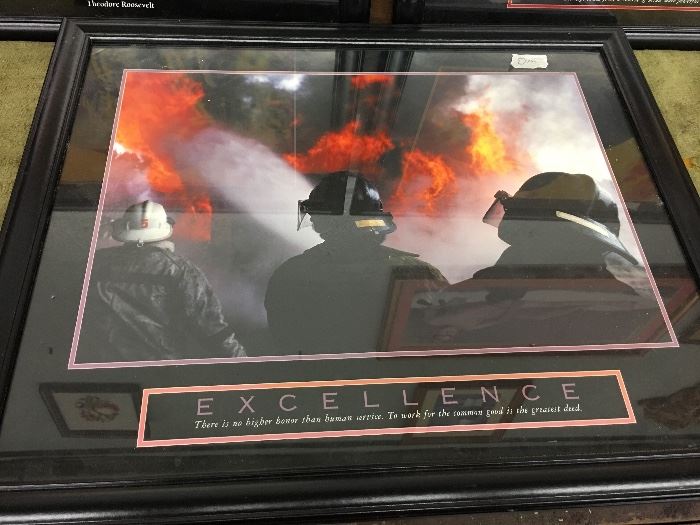 Theodore Roosevelt
5
EXCELLENCE
There is no higher honor than human service. To work for the common good is the greatest deed.